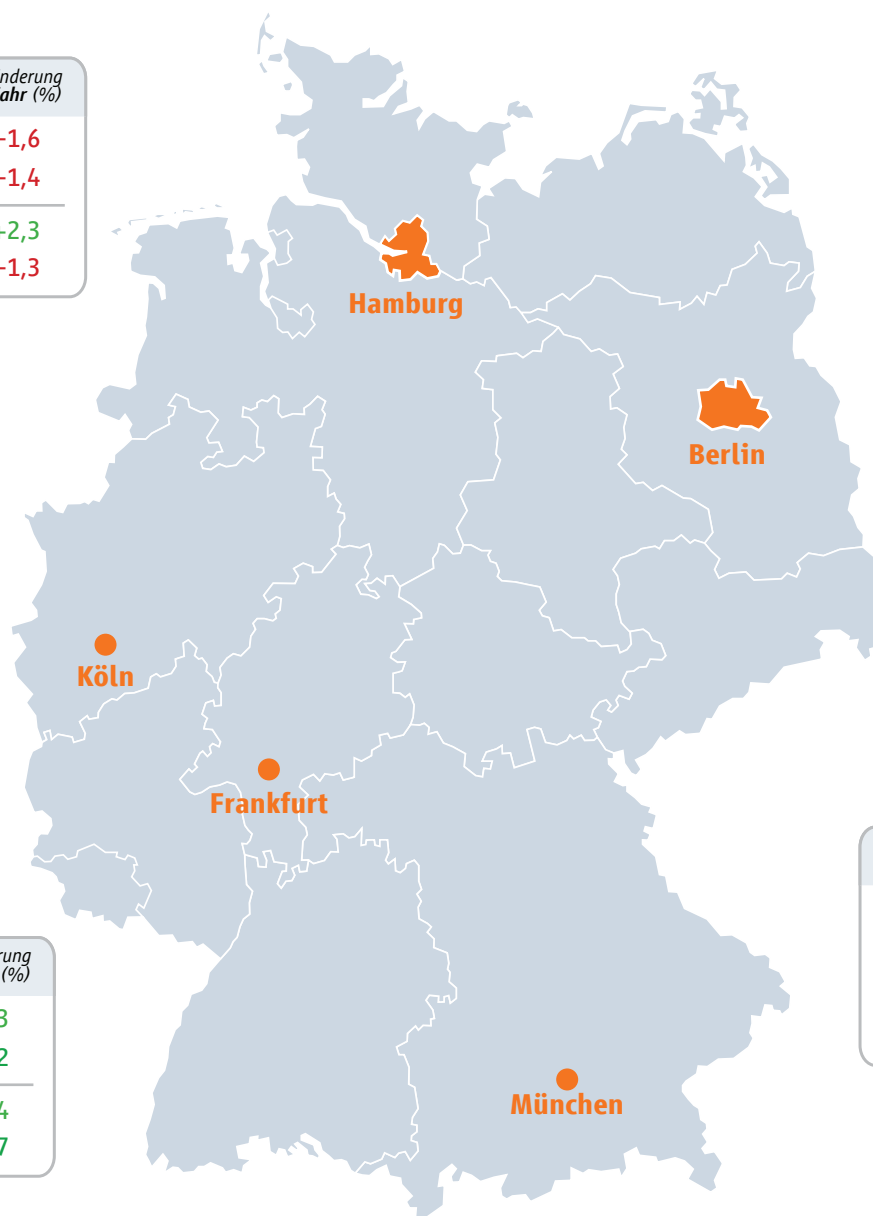 nderung
ahr (%)
-1,6
-1,4
-2,3
-1,3
Hamburg
Berlin
Köln
Frankfurt
rung
(%)
3
2
4
7
München